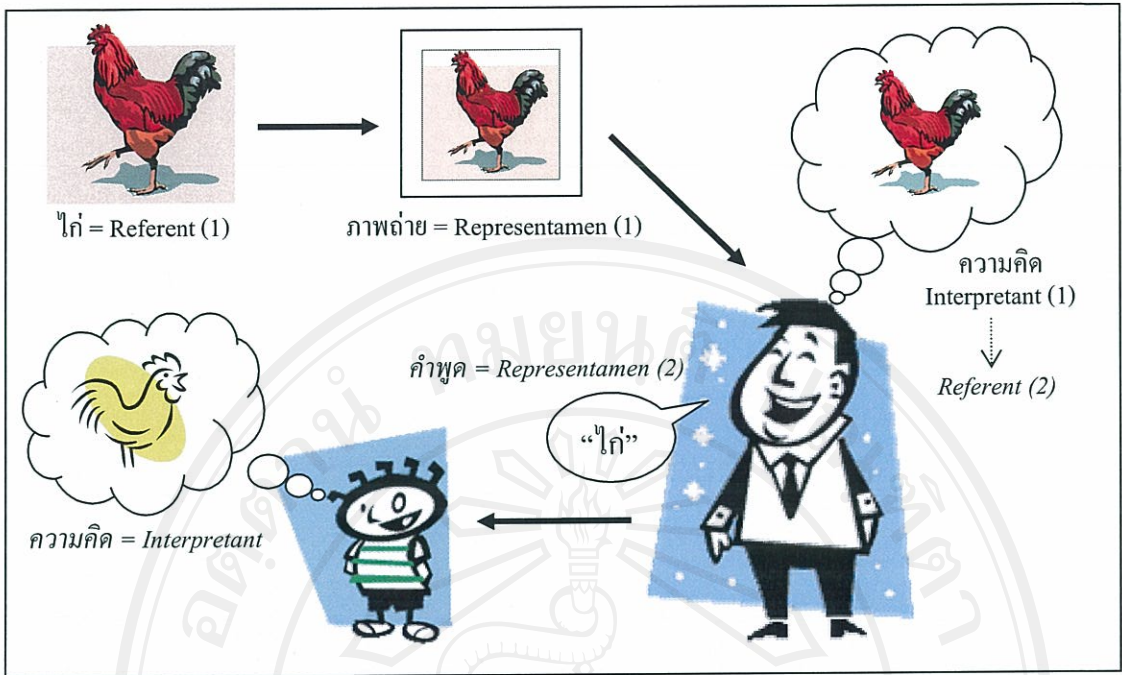 ไก่ = Referent (1)
ภาพถ่าย = Representamen (1)
ความคิด
Interpretant (1)
Referent (2)
คำพูด = Representamen (2)
“ไก่”
ความคิด = Interpretant